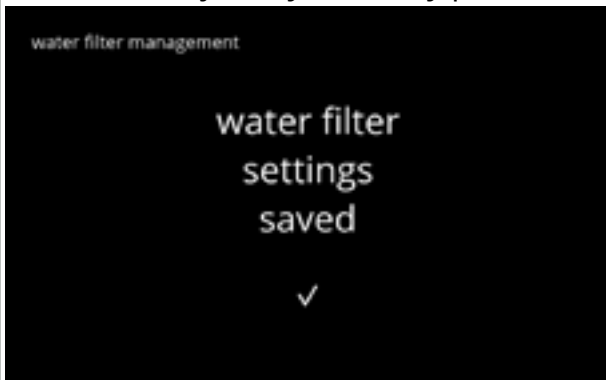 water filter management
water filter
settings
saved
✓